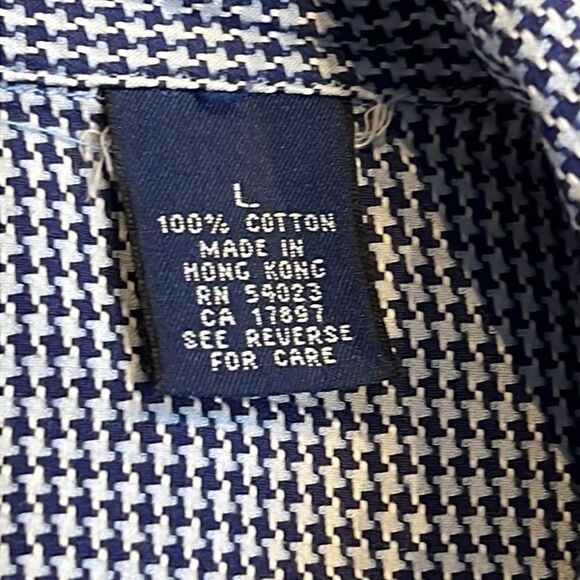 L
100% COTTON
MADE IN
HONG KONG
RN 54023
CA 17897
SEE REVERSE
FOR CARE